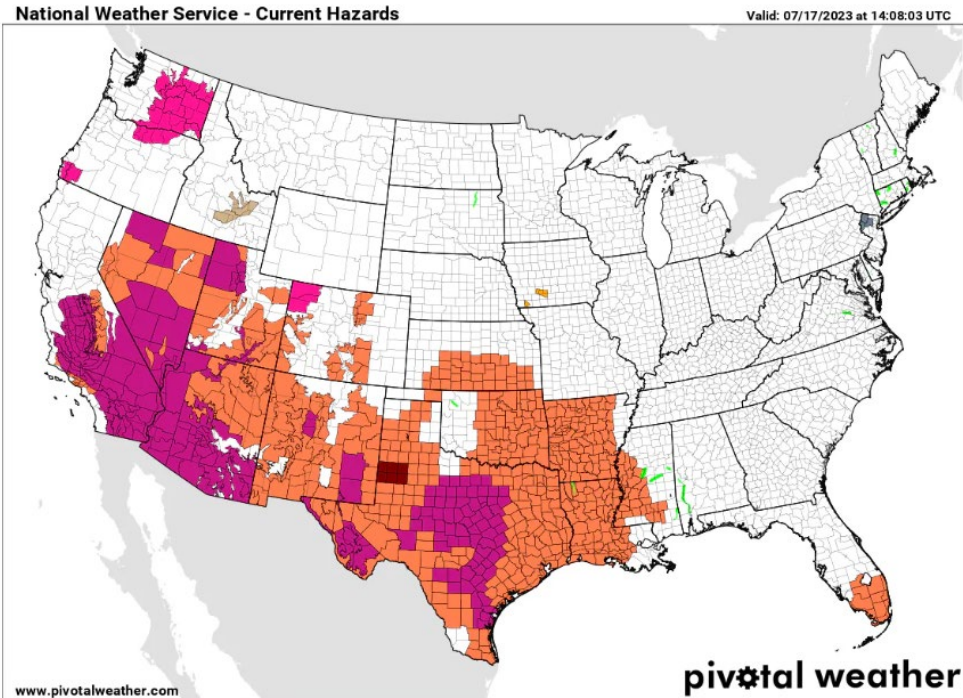 National Weather Service - Current Hazards
Valid: 07/17/2023 at 14:08:03 UTC
www.pivotalweather.com
pivotal weather